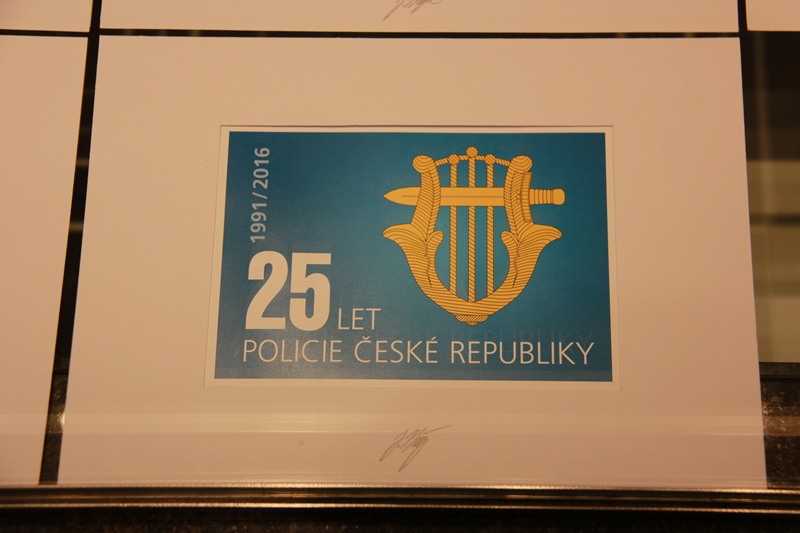 1991/2016
25 LET
POLICIE ČESKÉ REPUBLIKY